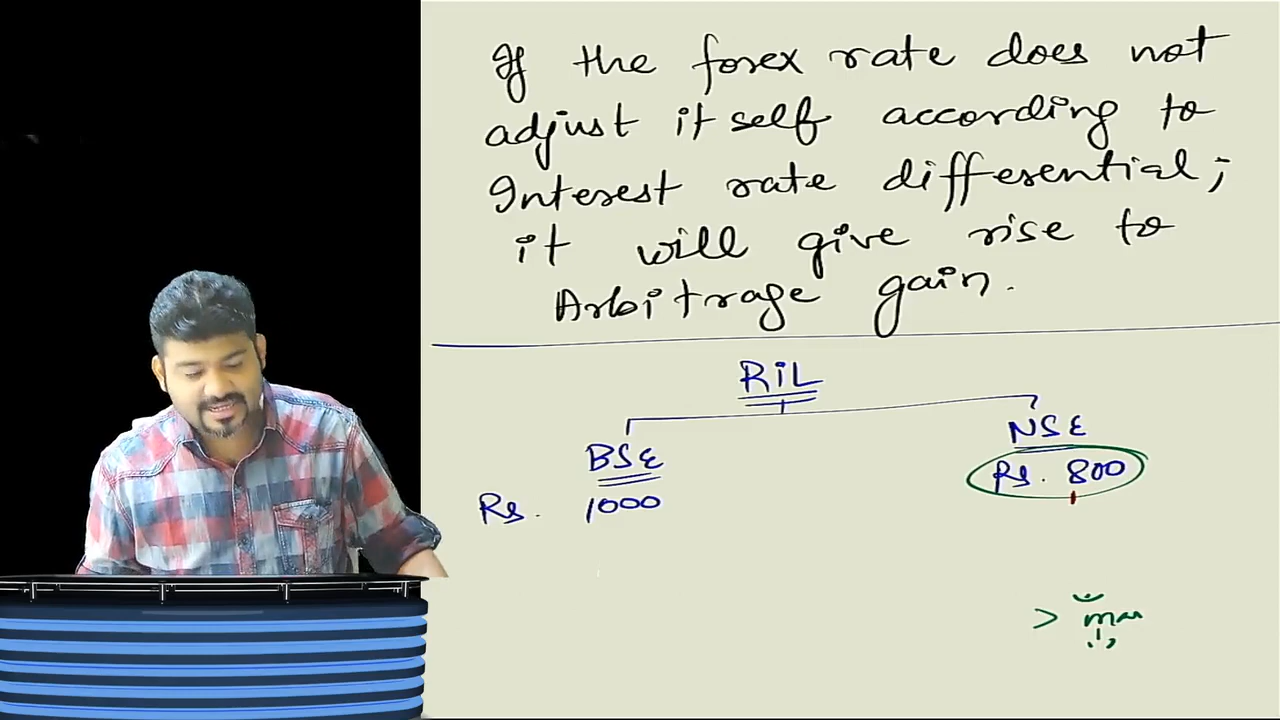 If the forex rate does not
adjust itself according to
Interest rate differential;
it will give rise to
Arbitrage gain.
RiL
BSE
NSE
Rs. 1000
Rs. 800
>